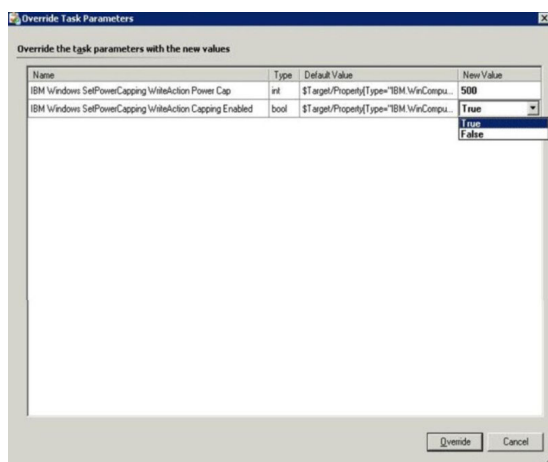 Override Task Parameters
Override the task parameters with the new values
Name Type Default Value New Value
IBM Windows SetPowerCapping WriteAction Power Cap int $Target/Property[Type="IBM.WinCompu... 500
IBM Windows SetPowerCapping WriteAction Capping Enabled bool $Target/Property[Type="IBM.WinCompu... True
True
False
Override Cancel